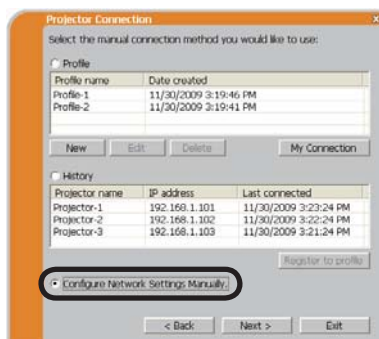 Projector Connection x
Select the manual connection method you would like to use:
Profile
Profile name Date created
Profile-1 11/30/2009 3:19:46 PM
Profile-2 11/30/2009 3:19:41 PM
New Edit Delete My Connection
History
Projector name IP address Last connected
Projector-1 192.168.1.101 11/30/2009 3:23:24 PM
Projector-2 192.168.1.102 11/30/2009 3:22:24 PM
Projector-3 192.168.1.103 11/30/2009 3:21:24 PM
Register to profile
Configure Network Settings Manually.
< Back Next > Exit